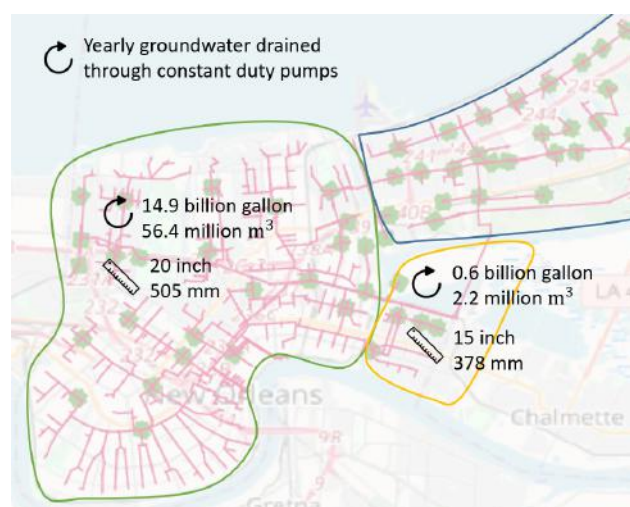 Yearly groundwater drained
through constant duty pumps
14.9 billion gallon
56.4 million m³
20 inch
505 mm
0.6 billion gallon
2.2 million m³
15 inch
378 mm
LA 4
New Orleans
Chalmette
Gretna